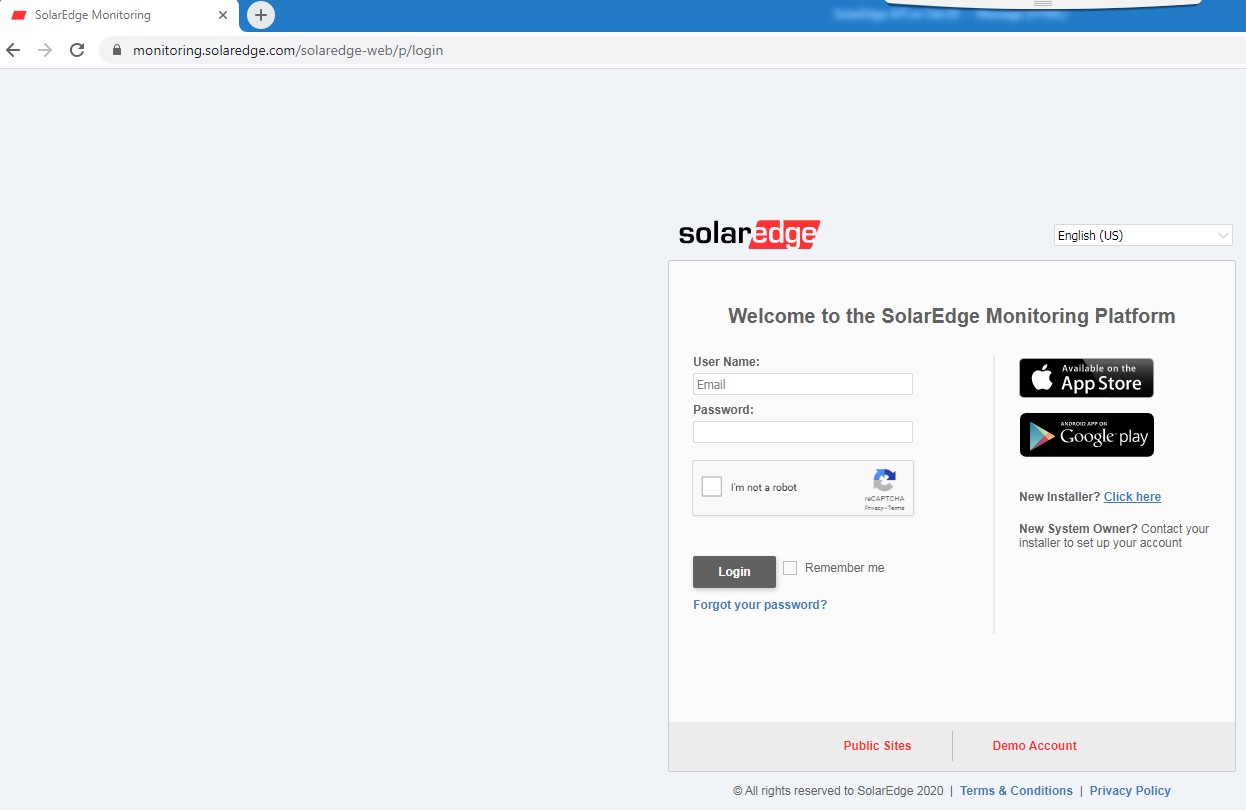 SolarEdge Monitoring
monitoring.solaredge.com/solaredge-web/p/login
solaredge
English (US)
Welcome to the SolarEdge Monitoring Platform
User Name:
Email
Password:
I'm not a robot
reCAPTCHA
Privacy - Terms
Login
Remember me
Forgot your password?
Available on the
App Store
ANDROID APP ON
Google play
New Installer? Click here
New System Owner? Contact your
installer to set up your account
Public Sites
Demo Account
© All rights reserved to SolarEdge 2020 | Terms & Conditions | Privacy Policy